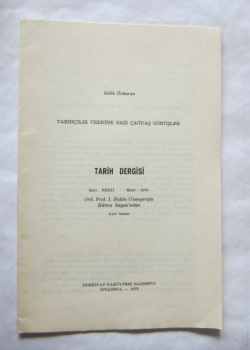 Salih Özbaran
TARİHÇİLİK ÜZERİNE BAZI ÇAĞDAŞ GÖRÜŞLER
TARİH DERGİSİ
Sayı XXXII Mart 1979
Ord. Prof. İ. Hakkı Uzunçarşılı
Hâtıra Sayısı'ndan
EDEBİYAT FAKÜLTESİ BASIMEVİ
İSTANBUL — 1979